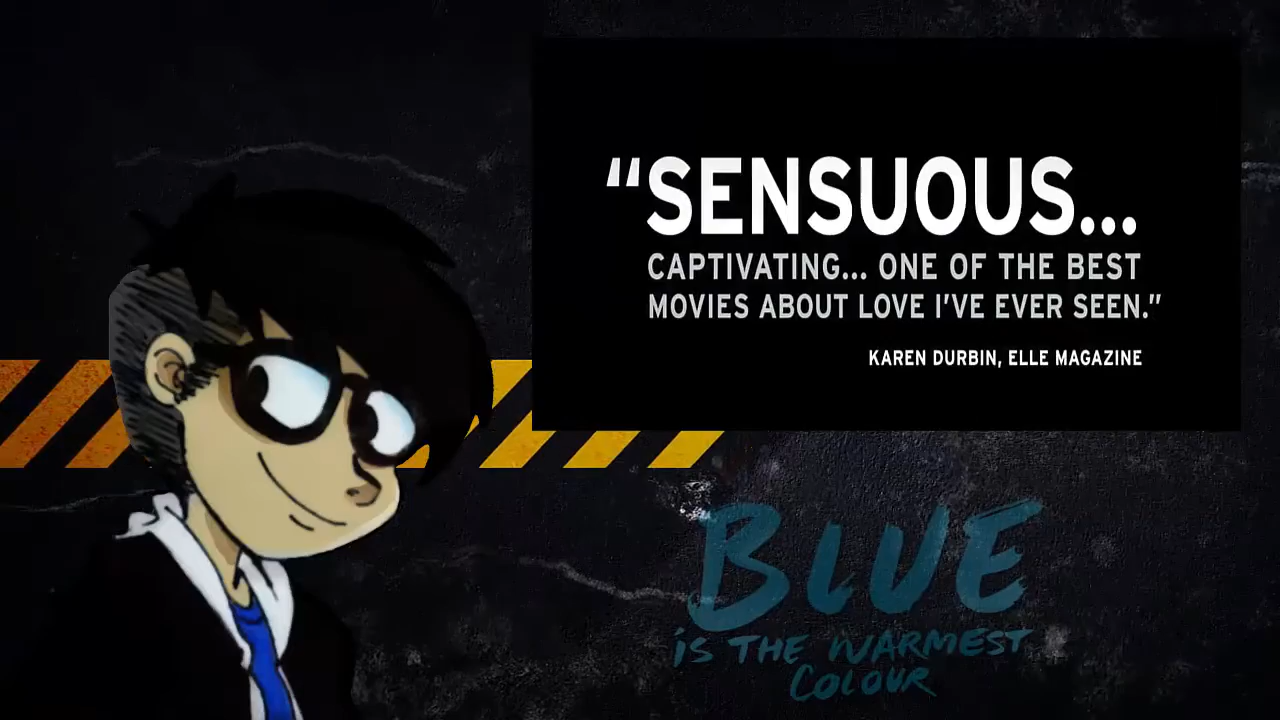 “SENSUOUS...
CAPTIVATING... ONE OF THE BEST
MOVIES ABOUT LOVE I’VE EVER SEEN.”
KAREN DURBIN, ELLE MAGAZINE
BLUE
iS THE WARMEST
COLOUR